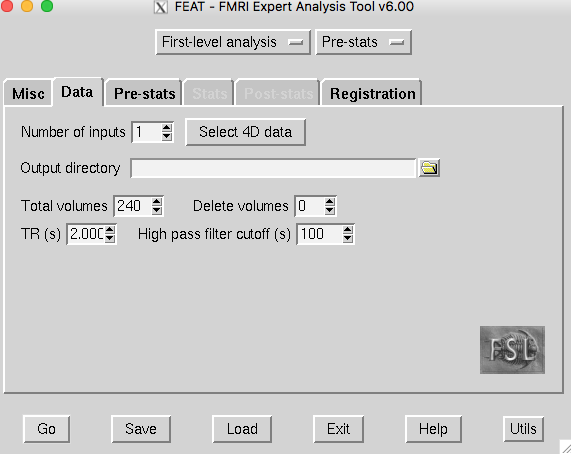 FEAT - FMRI Expert Analysis Tool v6.00
First-level analysis Pre-stats
Misc Data Pre-stats Stats Post-stats Registration
Number of inputs 1 Select 4D data
Output directory
Total volumes 240 Delete volumes 0
TR (s) 2.000 High pass filter cutoff (s) 100
FSL
Go Save Load Exit Help Utils